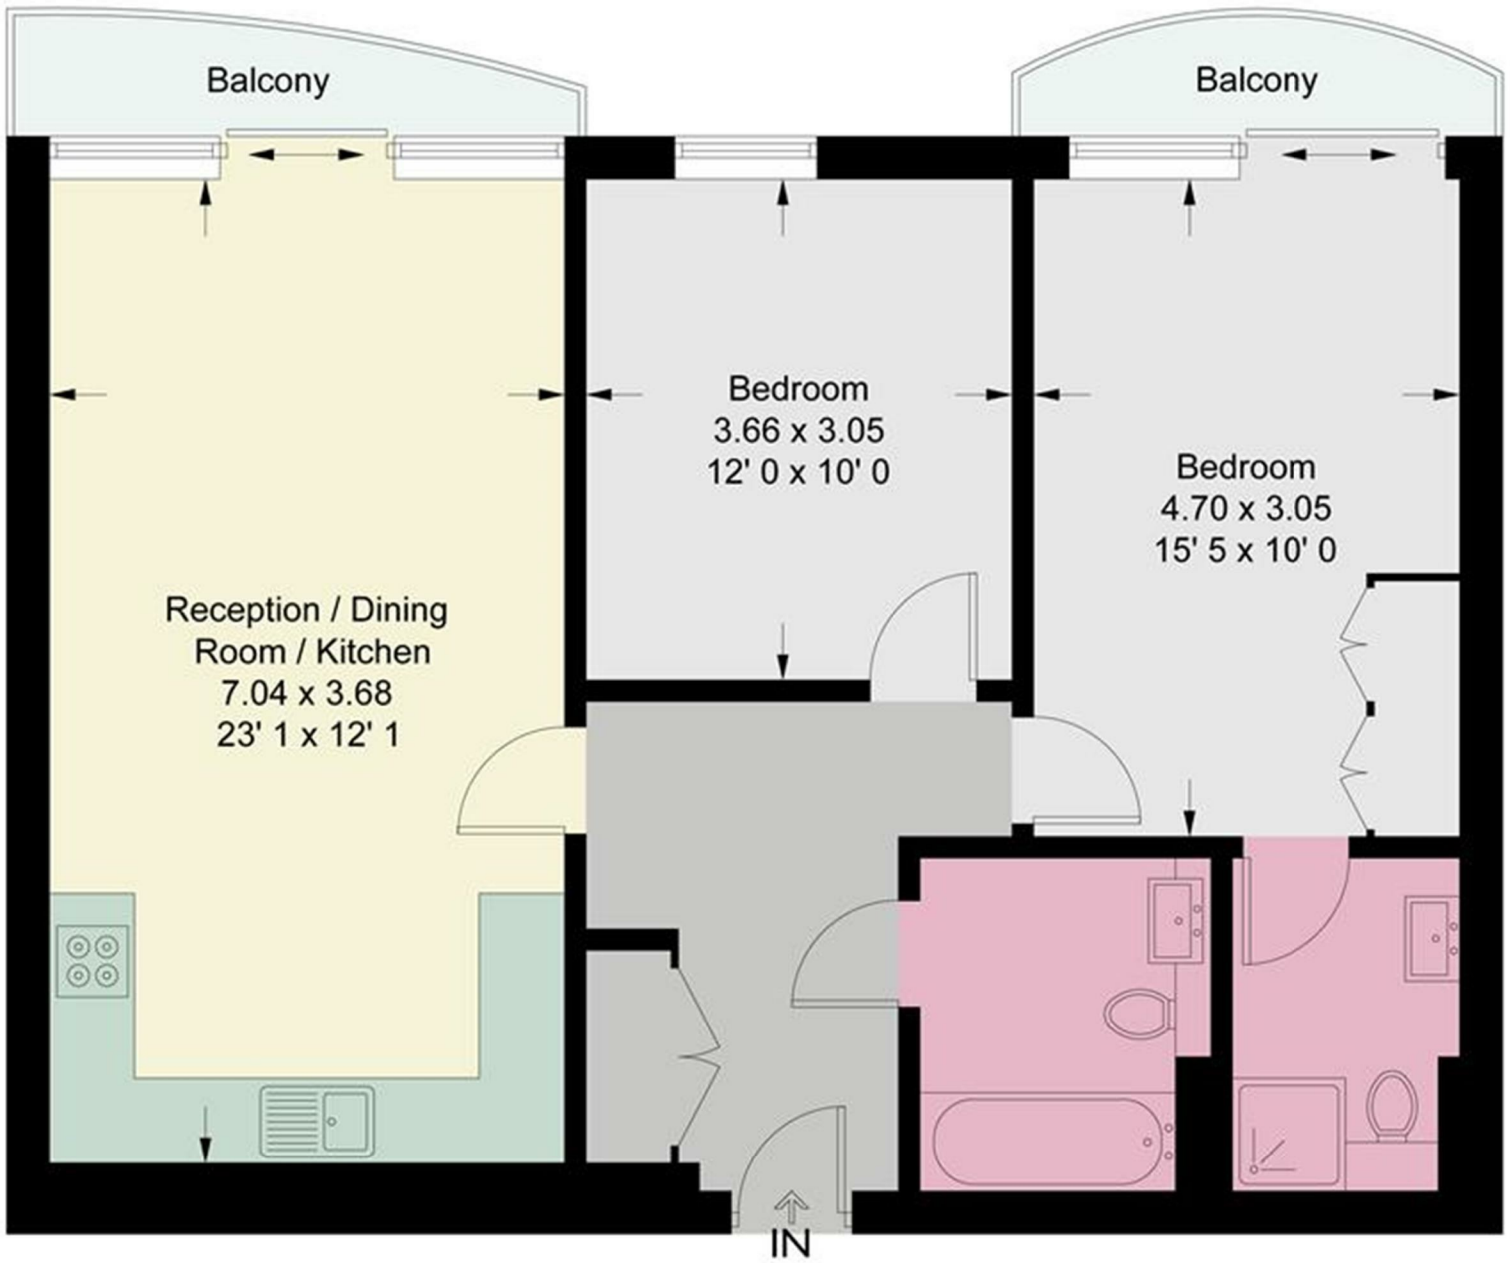 Balcony
Balcony
Bedroom
3.66 x 3.05
12' 0 x 10' 0
Bedroom
4.70 x 3.05
15' 5 x 10' 0
Reception / Dining
Room / Kitchen
7.04 x 3.68
23' 1 x 12' 1
IN